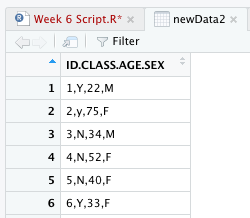 Week 6 Script.R* newData2
Filter
ID.CLASS.AGE.SEX
1 1,Y,22,M
2 2,y,75,F
3 3,N,34,M
4 4,N,52,F
5 5,N,40,F
6 6,Y,33,F